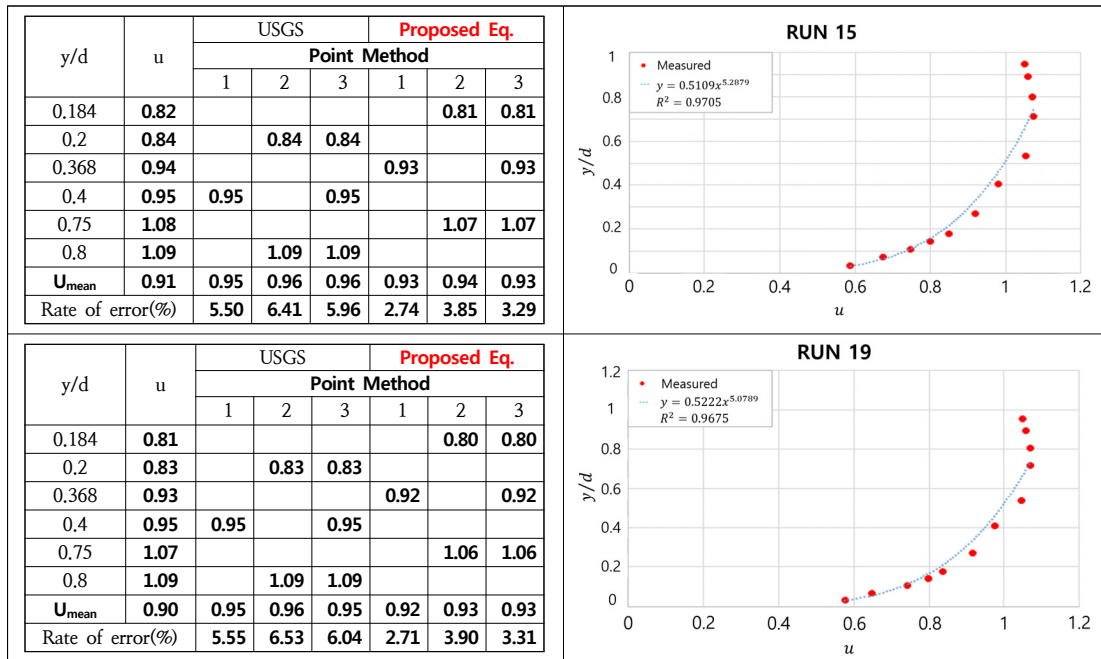 USGS Proposed Eq.
y/d u Point Method
1 2 3 1 2 3
0.184 0.82 0.81 0.81
0.2 0.84 0.84 0.84
0.368 0.94 0.93 0.93
0.4 0.95 0.95 0.95
0.75 1.08 1.07 1.07
0.8 1.09 1.09 1.09
Umean 0.91 0.95 0.96 0.96 0.93 0.94 0.93
Rate of error(%) 5.50 6.41 5.96 2.74 3.85 3.29
RUN 15
Measured
y = 0.5109x^5.2879
R² = 0.9705
y/d
1
0.8
0.6
0.4
0.2
0
0 0.2 0.4 0.6 0.8 1 1.2
u
USGS Proposed Eq.
y/d u Point Method
1 2 3 1 2 3
0.184 0.81 0.80 0.80
0.2 0.83 0.83 0.83
0.368 0.93 0.92 0.92
0.4 0.95 0.95 0.95
0.75 1.07 1.06 1.06
0.8 1.09 1.09 1.09
Umean 0.90 0.95 0.96 0.95 0.92 0.93 0.93
Rate of error(%) 5.55 6.53 6.04 2.71 3.90 3.31
RUN 19
Measured
y = 0.5222x^5.0789
R² = 0.9675
y/d
1.2
1
0.8
0.6
0.4
0.2
0
0 0.2 0.4 0.6 0.8 1 1.2
u